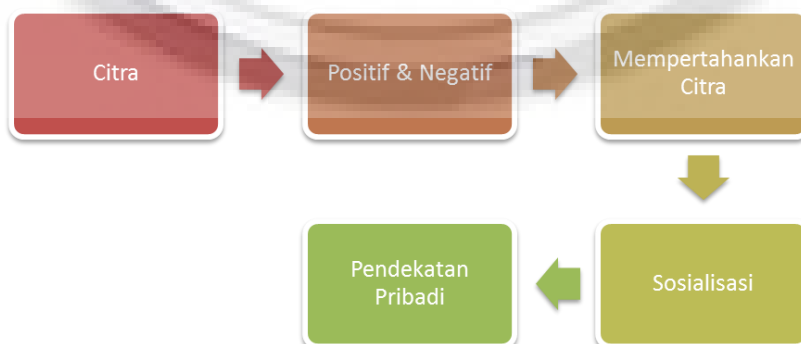 Citra
Positif & Negatif
Mempertahankan
Citra
Sosialisasi
Pendekatan
Pribadi